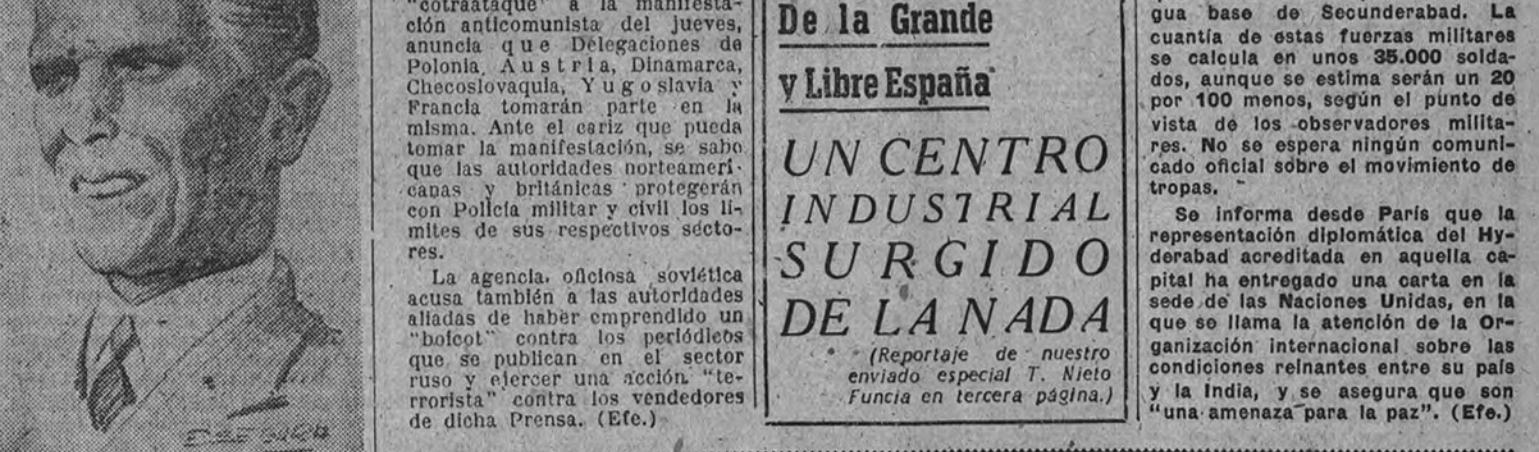 "cotraataque" a la manifesta-
ción anticomunista del jueves,
anuncia que Delegaciones de
Polonia, Austria, Dinamarca,
Checoslovaquia, Yugoslavia y
Francia tomarán parte en la
misma. Ante el cariz que pueda
tomar la manifestación, se sabe
que las autoridades norteameri-
canas y británicas protegerán
con Policía militar y civil los lí-
mites de sus respectivos secto-
res.
La agencia oficiosa soviética
acusa también a las autoridades
aliadas de haber emprendido un
"boicot" contra los periódicos
que se publican en el sector
ruso y ejercer una acción "te-
rrorista" contra los vendedores
de dicha Prensa. (Efe.)
De la Grande
y Libre España
UN CENTRO
INDUSTRIAL
SURGIDO
DE LA NADA
(Reportaje de nuestro
enviado especial T. Nieto
Funcia en tercera página.)
gua base de Secunderabad. La
cuantía de estas fuerzas militares
se calcula en unos 35.000 solda-
dos, aunque se estima serán un 20
por 100 menos, según el punto de
vista de los observadores milita-
res. No se espera ningún comuni-
cado oficial sobre el movimiento de
tropas.
Se informa desde París que la
representación diplomática del Hy-
derabad acreditada en aquella ca-
pital ha entregado una carta en la
sede de las Naciones Unidas, en la
que se llama la atención de la Or-
ganización internacional sobre las
condiciones reinantes entre su país
y la India, y se asegura que son
"una amenaza para la paz". (Efe.)